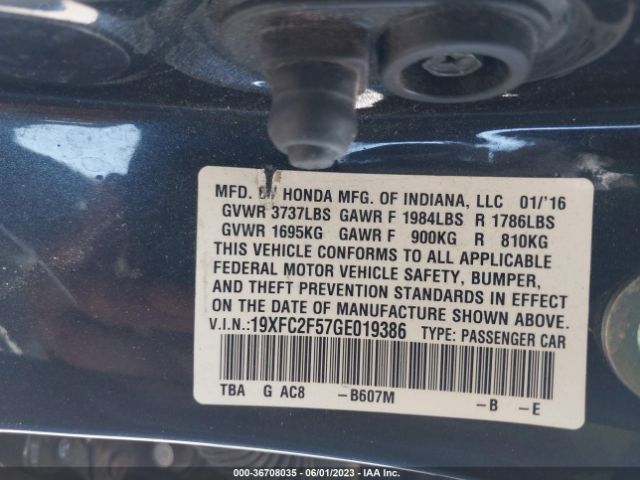 MFD. BY HONDA MFG. OF INDIANA, LLC 01/'16
GVWR 3737LBS GAWR F 1984LBS R 1786LBS
GVWR 1695KG GAWR F 900KG R 810KG
THIS VEHICLE CONFORMS TO ALL APPLICABLE
FEDERAL MOTOR VEHICLE SAFETY, BUMPER,
AND THEFT PREVENTION STANDARDS IN EFFECT
ON THE DATE OF MANUFACTURE SHOWN ABOVE.
V.I.N.:19XFC2F57GE019386 TYPE: PASSENGER CAR
TBA G AC8 –B607M –B –E
000-36708035 - 06/01/2023 - IAA Inc.